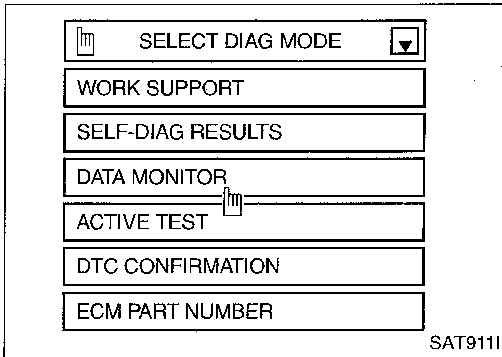 SELECT DIAG MODE
WORK SUPPORT
SELF-DIAG RESULTS
DATA MONITOR
ACTIVE TEST
DTC CONFIRMATION
ECM PART NUMBER
SAT911I